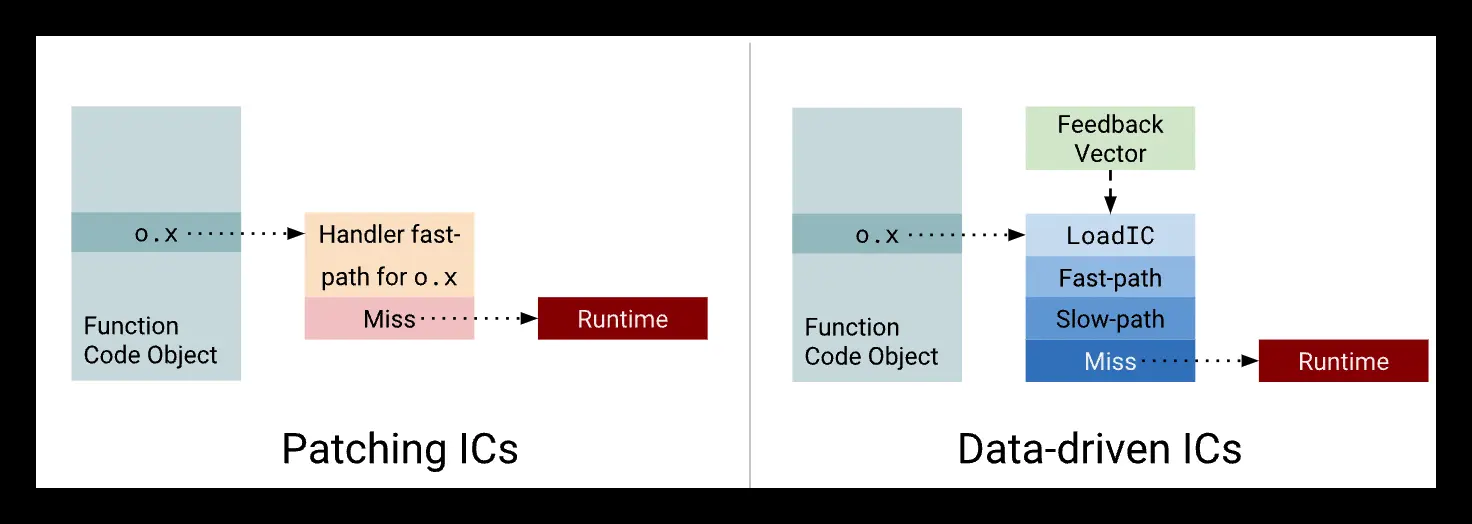 o.x
Handler fast-
path for o.x
Miss
Runtime
Function
Code Object
Patching ICs
Feedback
Vector
o.x
LoadIC
Fast-path
Slow-path
Miss
Runtime
Function
Code Object
Data-driven ICs